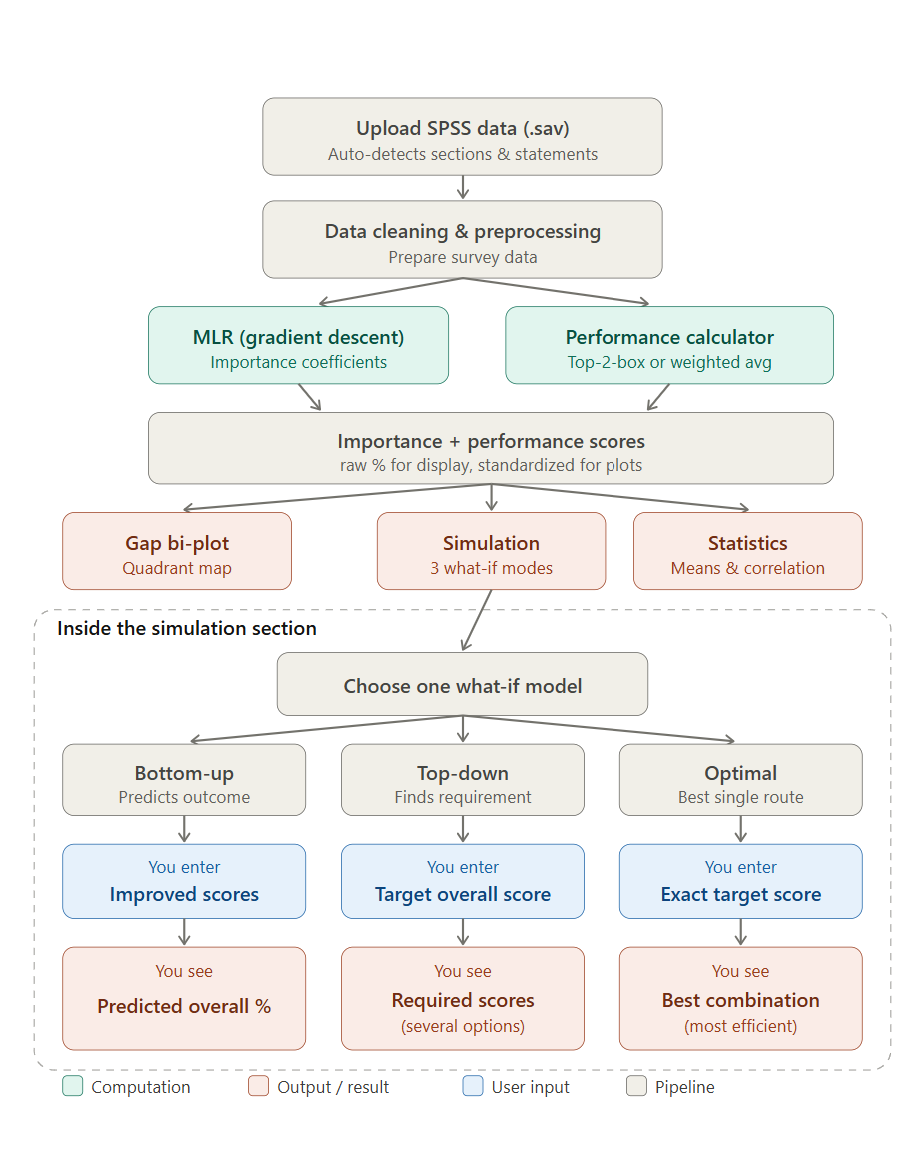 Upload SPSS data (.sav)
Auto-detects sections & statements
Data cleaning & preprocessing
Prepare survey data
MLR (gradient descent)
Importance coefficients
Performance calculator
Top-2-box or weighted avg
Importance + performance scores
raw % for display, standardized for plots
Gap bi-plot
Quadrant map
Simulation
3 what-if modes
Statistics
Means & correlation
Inside the simulation section
Choose one what-if model
Bottom-up
Predicts outcome
Top-down
Finds requirement
Optimal
Best single route
You enter
Improved scores
You enter
Target overall score
You enter
Exact target score
You see
Predicted overall %
You see
Required scores
(several options)
You see
Best combination
(most efficient)
Computation
Output / result
User input
Pipeline